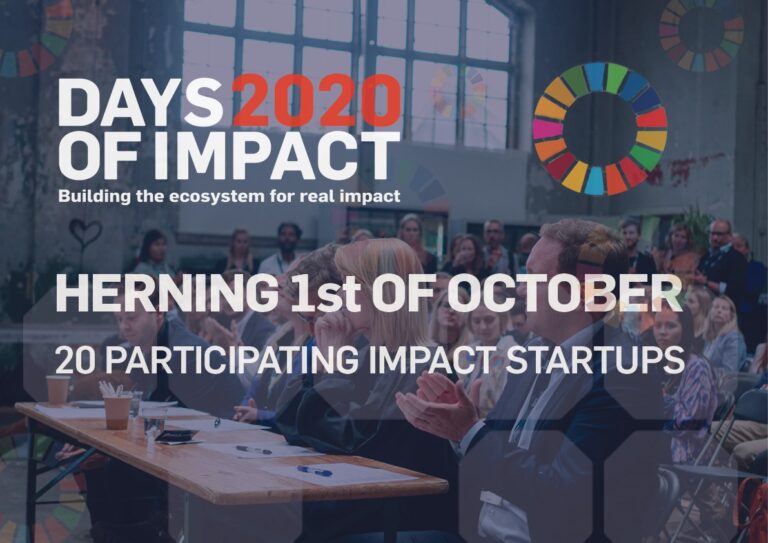 DAYS 2020
OF IMPACT
Building the ecosystem for real impact
HERNING 1st OF OCTOBER
20 PARTICIPATING IMPACT STARTUPS